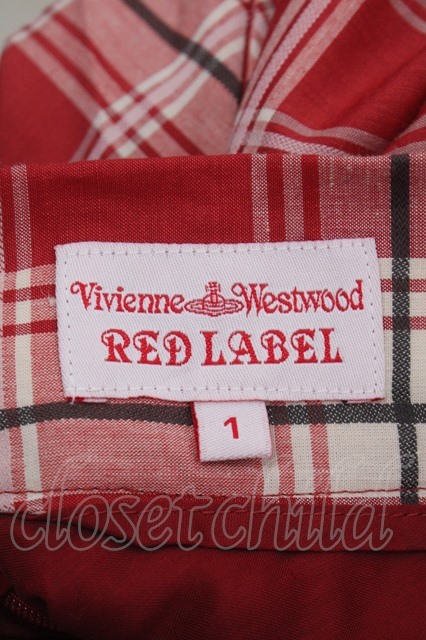 Vivienne Westwood
RED LABEL
1
closetchild